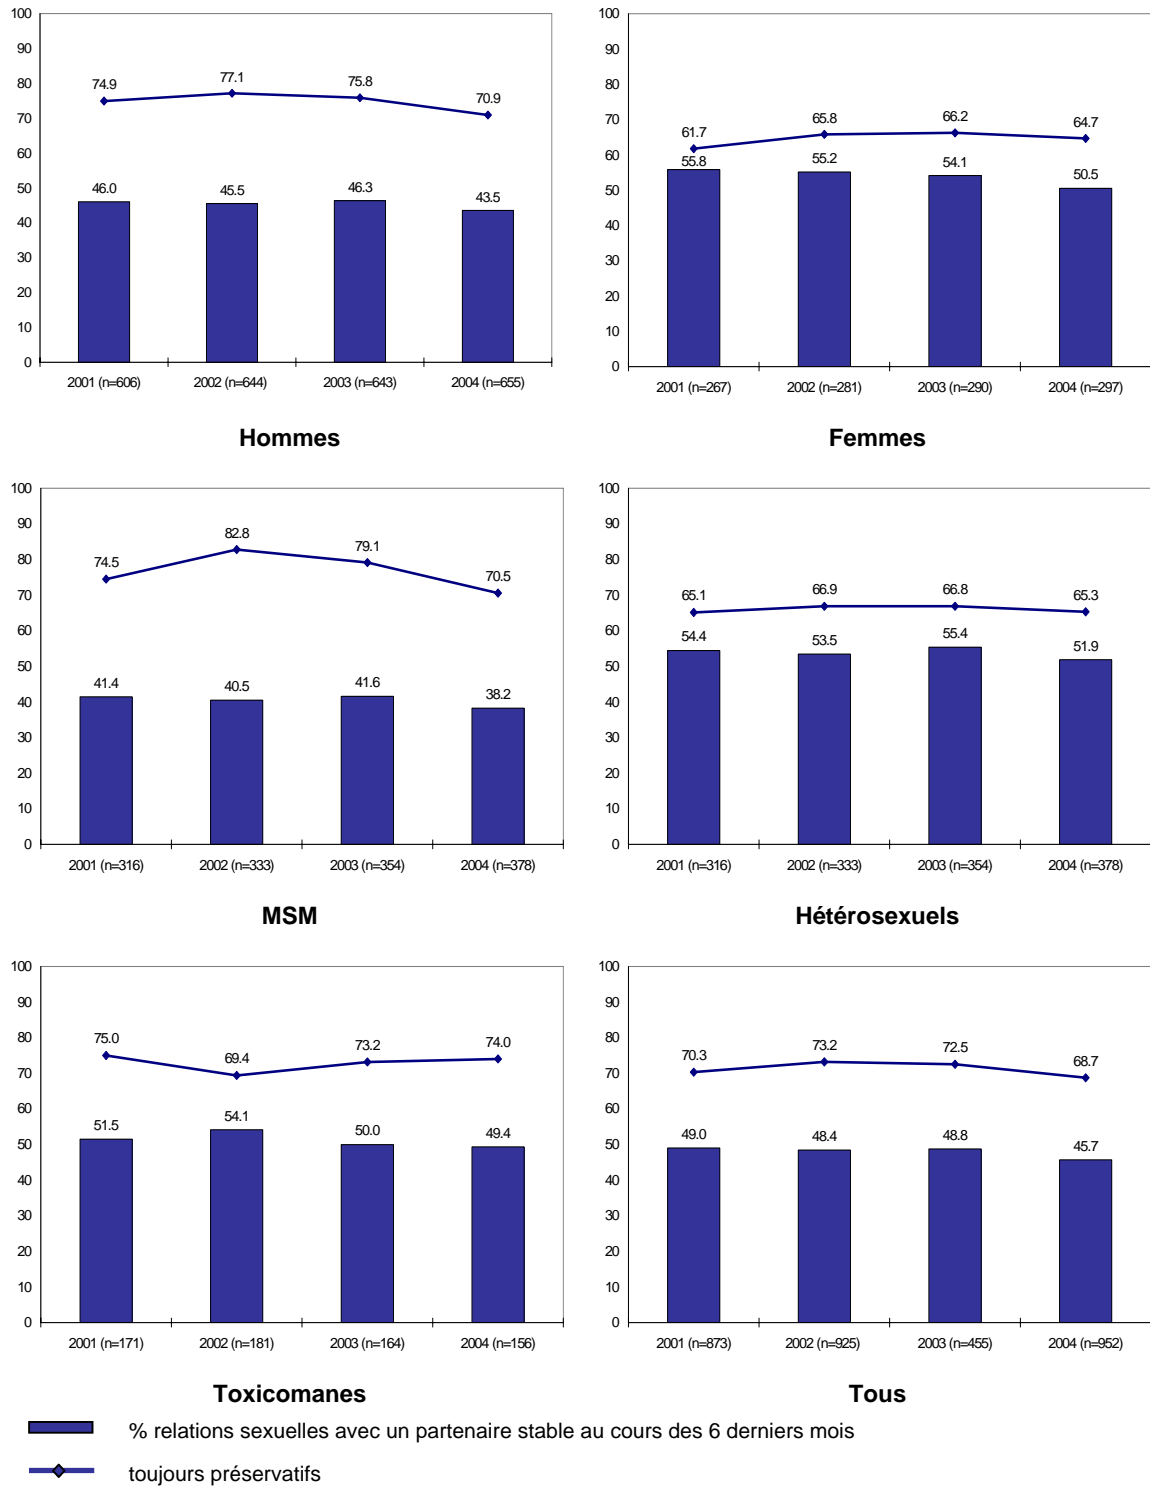 100
90
80
70
60
50
40
30
20
10
0
74.9 77.1 75.8 70.9
46.0 45.5 46.3 43.5
2001 (n=606) 2002 (n=644) 2003 (n=643) 2004 (n=655)
Hommes
100
90
80
70
60
50
40
30
20
10
0
61.7 65.8 66.2 64.7
55.8 55.2 54.1 50.5
2001 (n=267) 2002 (n=281) 2003 (n=290) 2004 (n=297)
Femmes
100
90
80
70
60
50
40
30
20
10
0
74.5 82.8 79.1 70.5
41.4 40.5 41.6 38.2
2001 (n=316) 2002 (n=333) 2003 (n=354) 2004 (n=378)
MSM
100
90
80
70
60
50
40
30
20
10
0
65.1 66.9 66.8 65.3
54.4 53.5 55.4 51.9
2001 (n=316) 2002 (n=333) 2003 (n=354) 2004 (n=378)
Hétérosexuels
100
90
80
70
60
50
40
30
20
10
0
75.0 69.4 73.2 74.0
51.5 54.1 50.0 49.4
2001 (n=171) 2002 (n=181) 2003 (n=164) 2004 (n=156)
Toxicomanes
100
90
80
70
60
50
40
30
20
10
0
70.3 73.2 72.5 68.7
49.0 48.4 48.8 45.7
2001 (n=873) 2002 (n=925) 2003 (n=455) 2004 (n=952)
Tous
% relations sexuelles avec un partenaire stable au cours des 6 derniers mois
toujours préservatifs